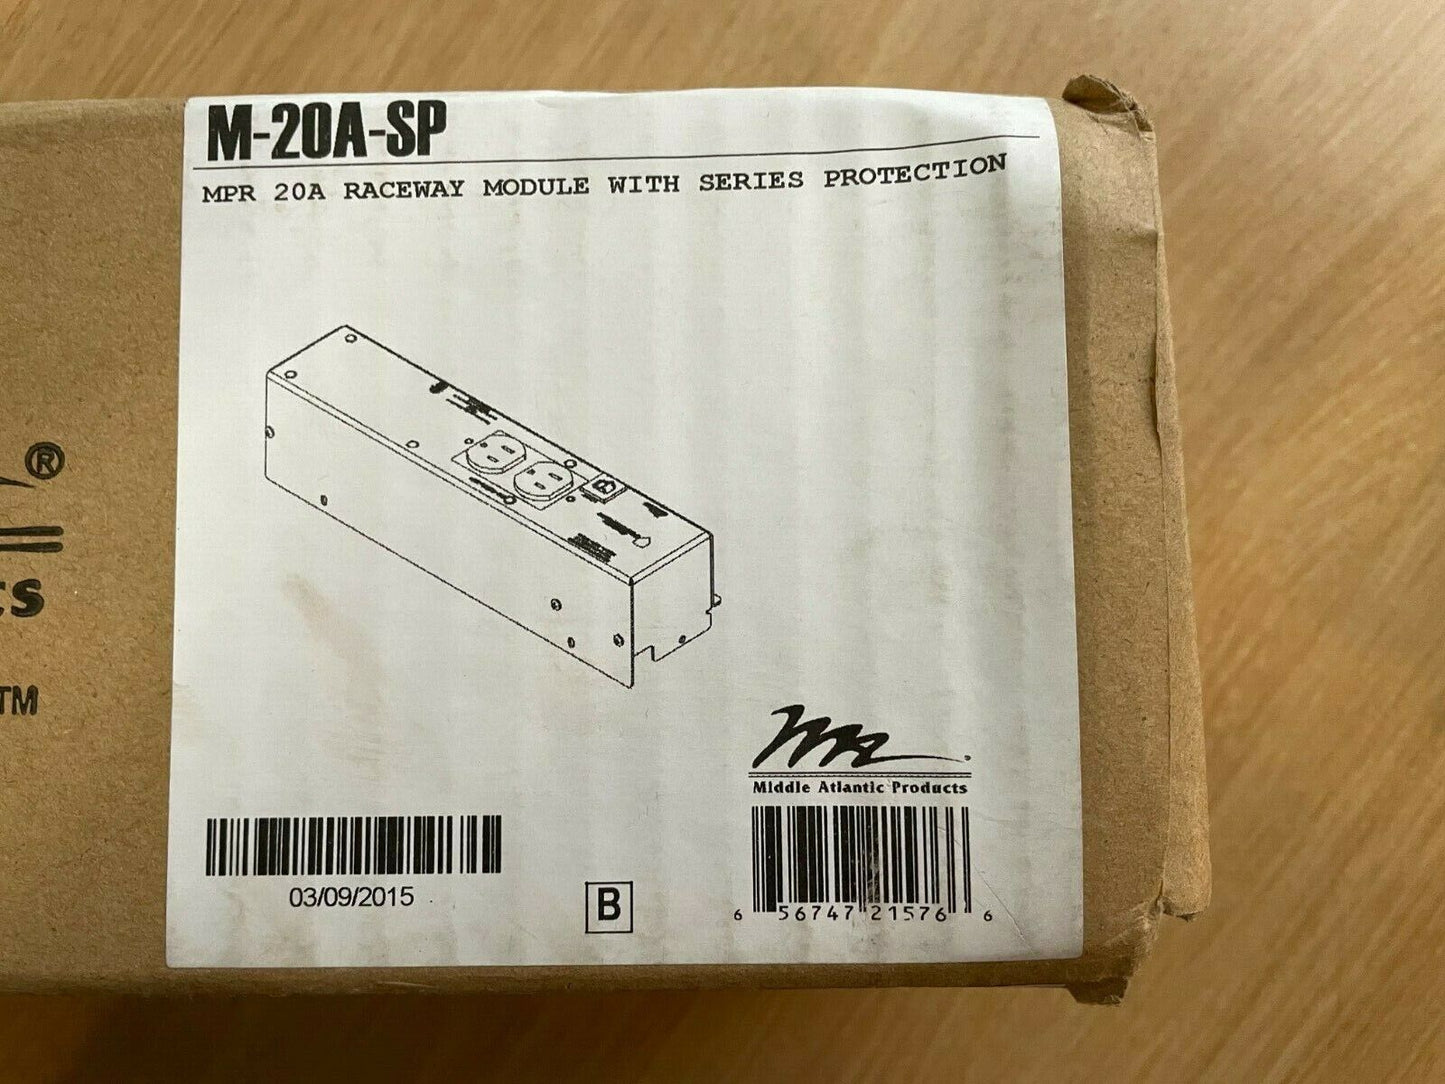 M-20A-SP
MPR 20A RACEWAY MODULE WITH SERIES PROTECTION
®
ts
TM
Middle Atlantic Products
03/09/2015
B
6 56747 21576 6